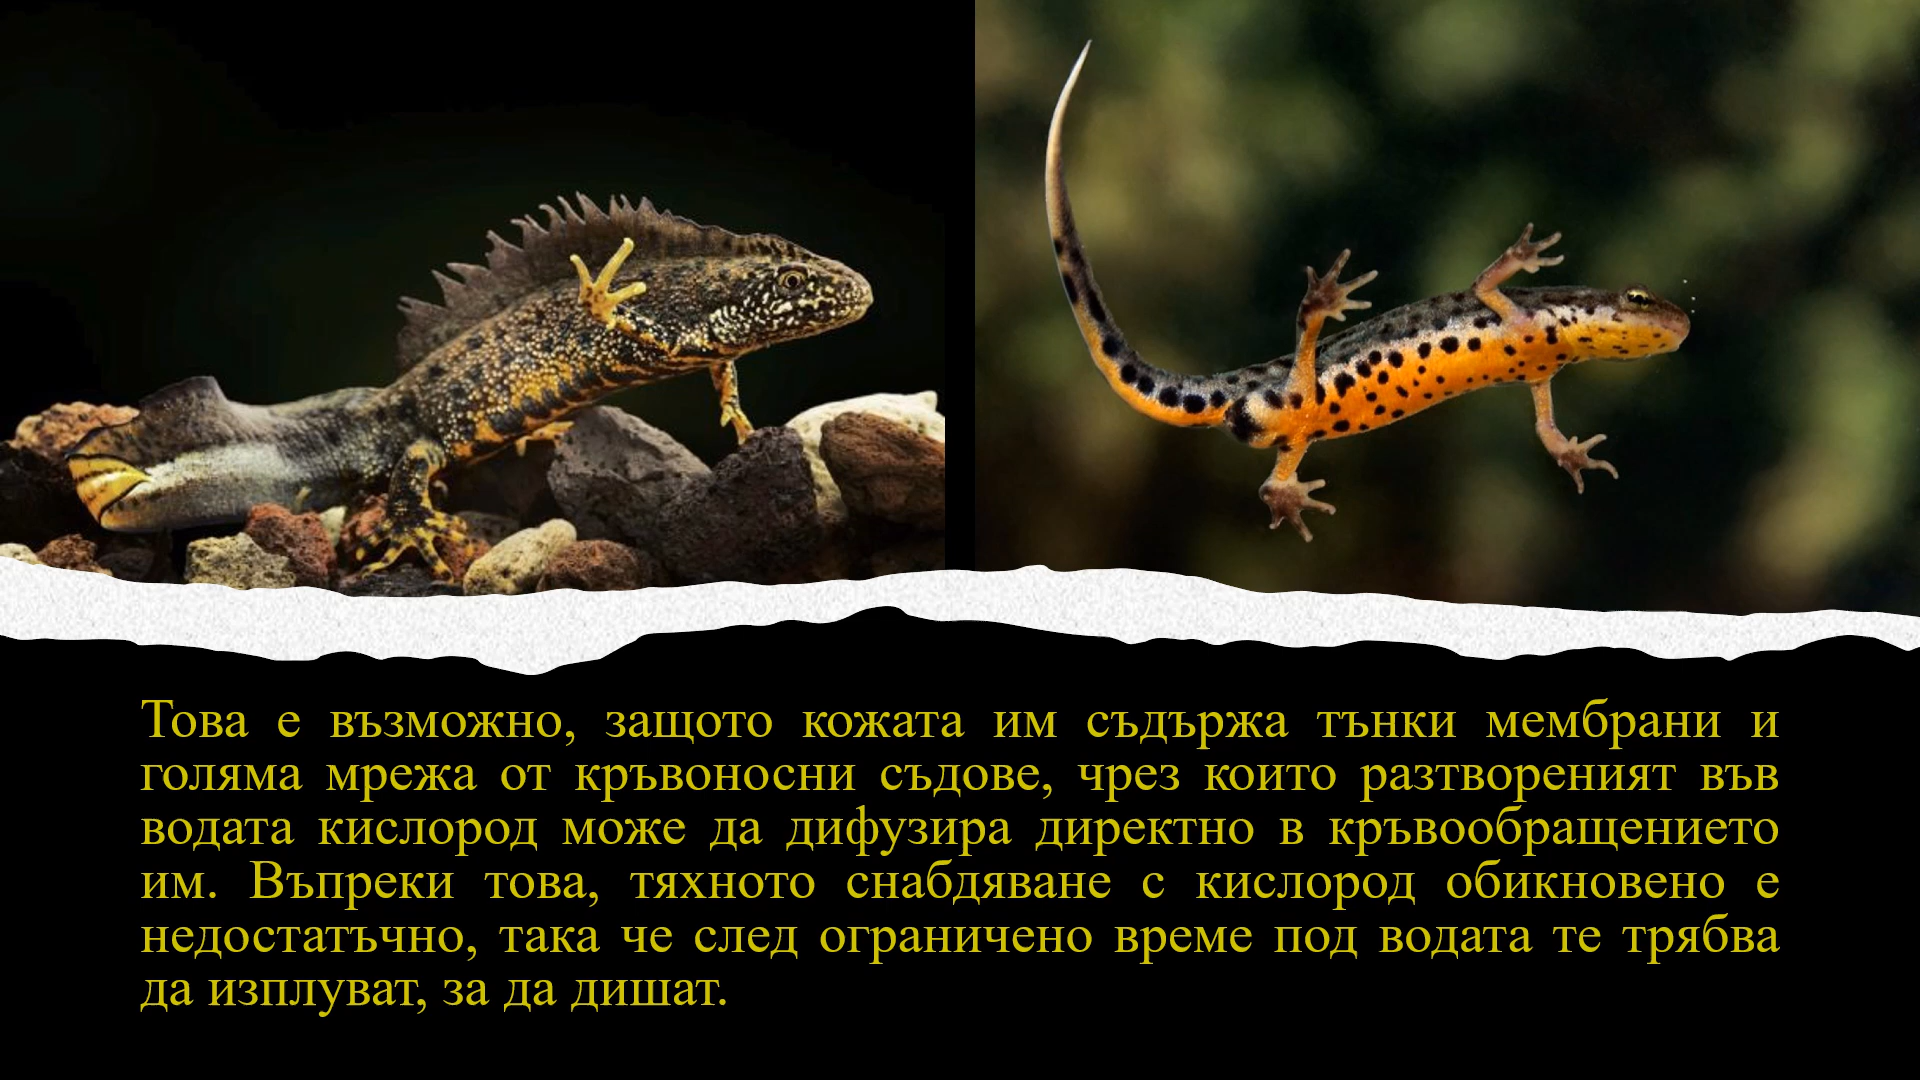 Това е възможно, защото кожата им съдържа тънки мембрани и
голяма мрежа от кръвоносни съдове, чрез които разтвореният във
водата кислород може да дифузира директно в кръвообращението
им. Въпреки това, тяхното снабдяване с кислород обикновено е
недостатъчно, така че след ограничено време под водата те трябва
да изплуват, за да дишат.